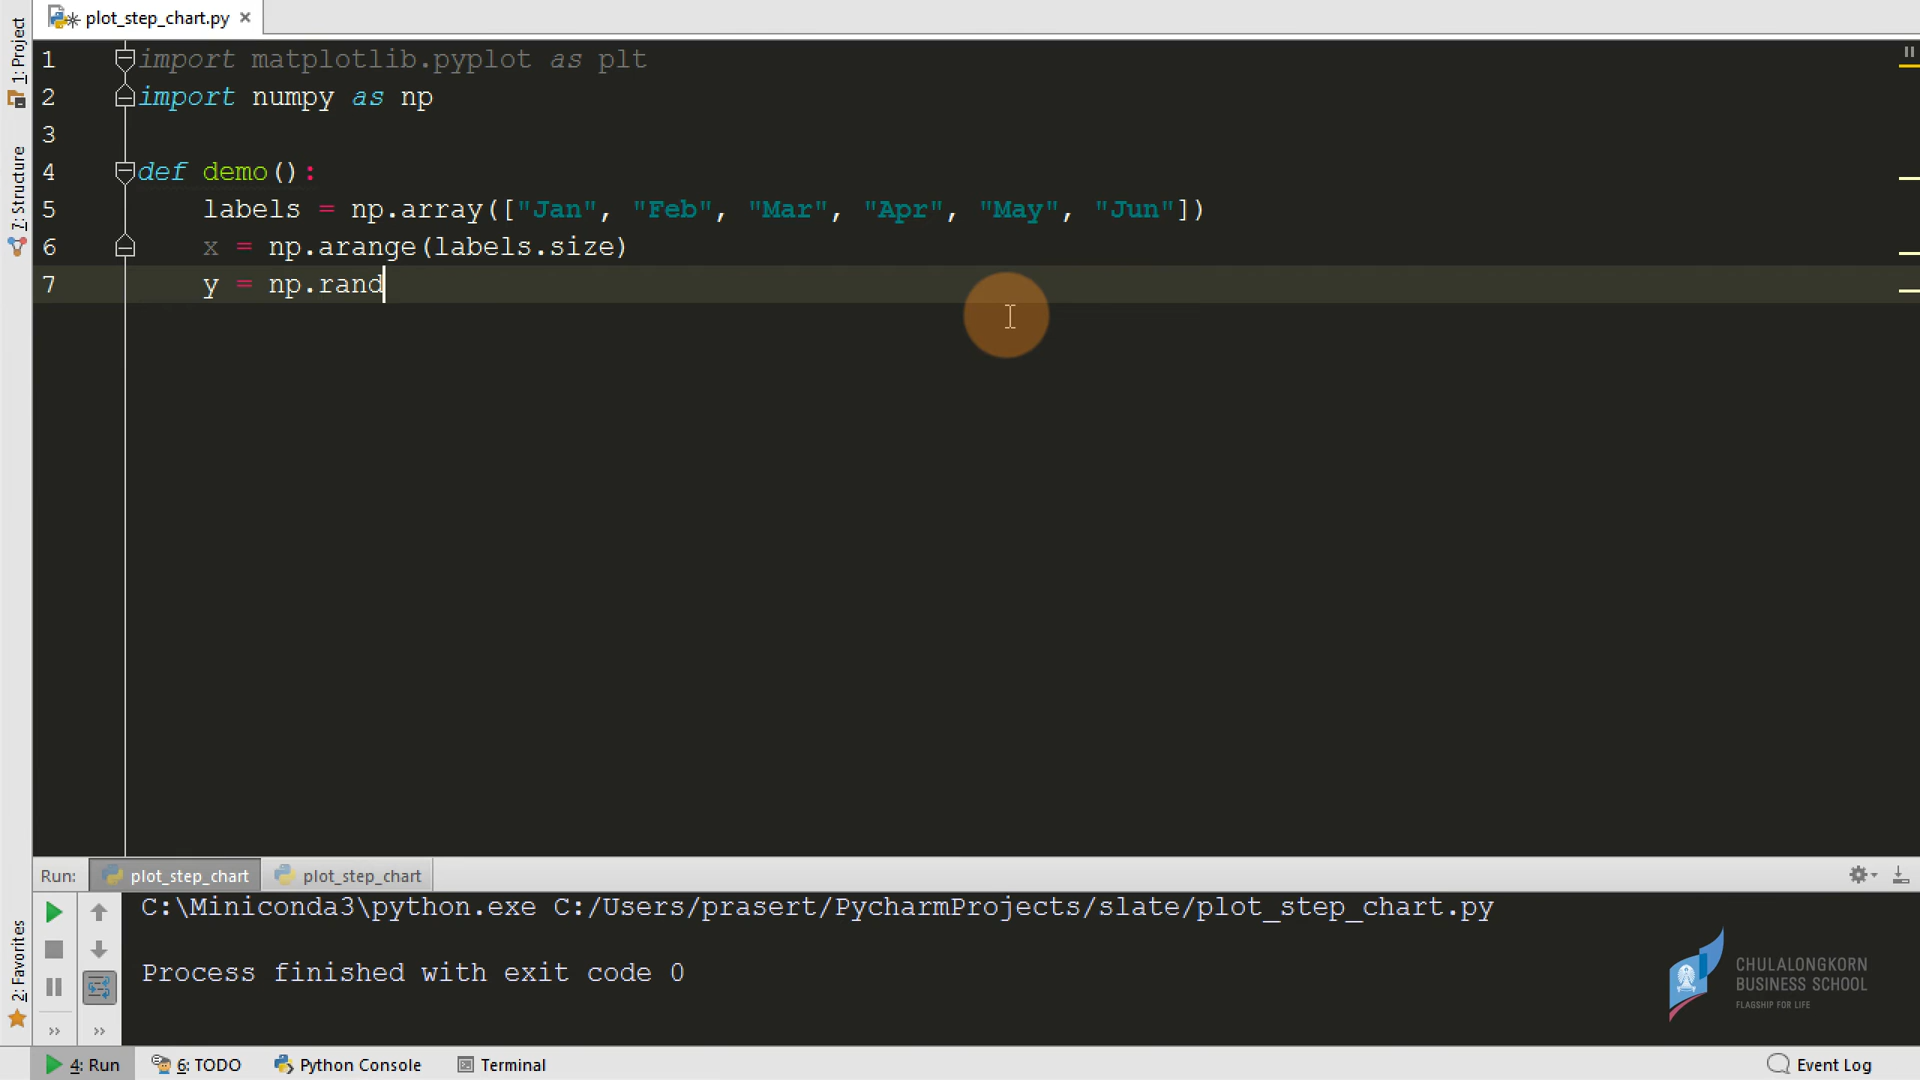 plot_step_chart.py
1: Project
7: Structure
2: Favorites
1 import matplotlib.pyplot as plt
2 import numpy as np
3
4 def demo():
5 labels = np.array(["Jan", "Feb", "Mar", "Apr", "May", "Jun"])
6 x = np.arange(labels.size)
7 y = np.rand
Run: plot_step_chart plot_step_chart
C:\Miniconda3\python.exe C:/Users/prasert/PycharmProjects/slate/plot_step_chart.py
Process finished with exit code 0
CHULALONGKORN
BUSINESS SCHOOL
FLAGSHIP FOR LIFE
4: Run 6: TODO Python Console Terminal Event Log